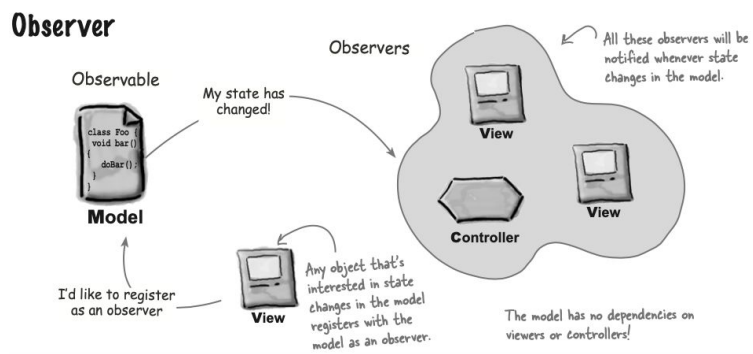 Observer
Observable
class Foo {
void bar()
{
doBar();
}
}
Model
My state has
changed!
Observers
All these observers will be
notified whenever state
changes in the model.
View
View
Controller
I'd like to register
as an observer
View
Any object that's
interested in state
changes in the model
registers with the
model as an observer.
The model has no dependencies on
viewers or controllers!